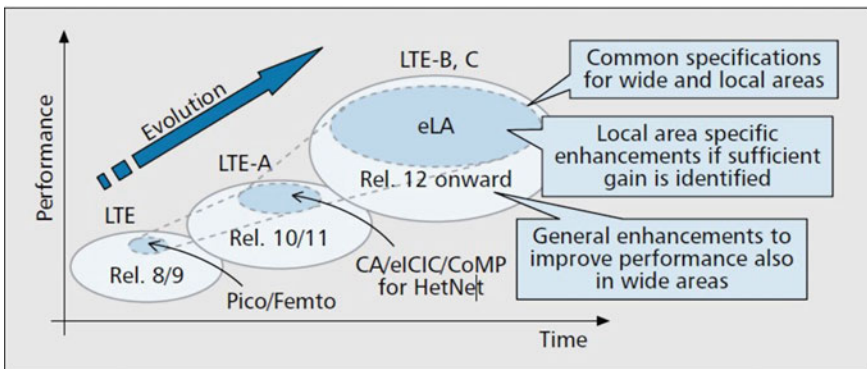 Performance
Evolution
LTE-B, C
eLA
Rel. 12 onward
LTE-A
Rel. 10/11
LTE
Rel. 8/9
Pico/Femto
CA/eICIC/CoMP
for HetNet
Common specifications
for wide and local areas
Local area specific
enhancements if sufficient
gain is identified
General enhancements to
improve performance also
in wide areas
Time